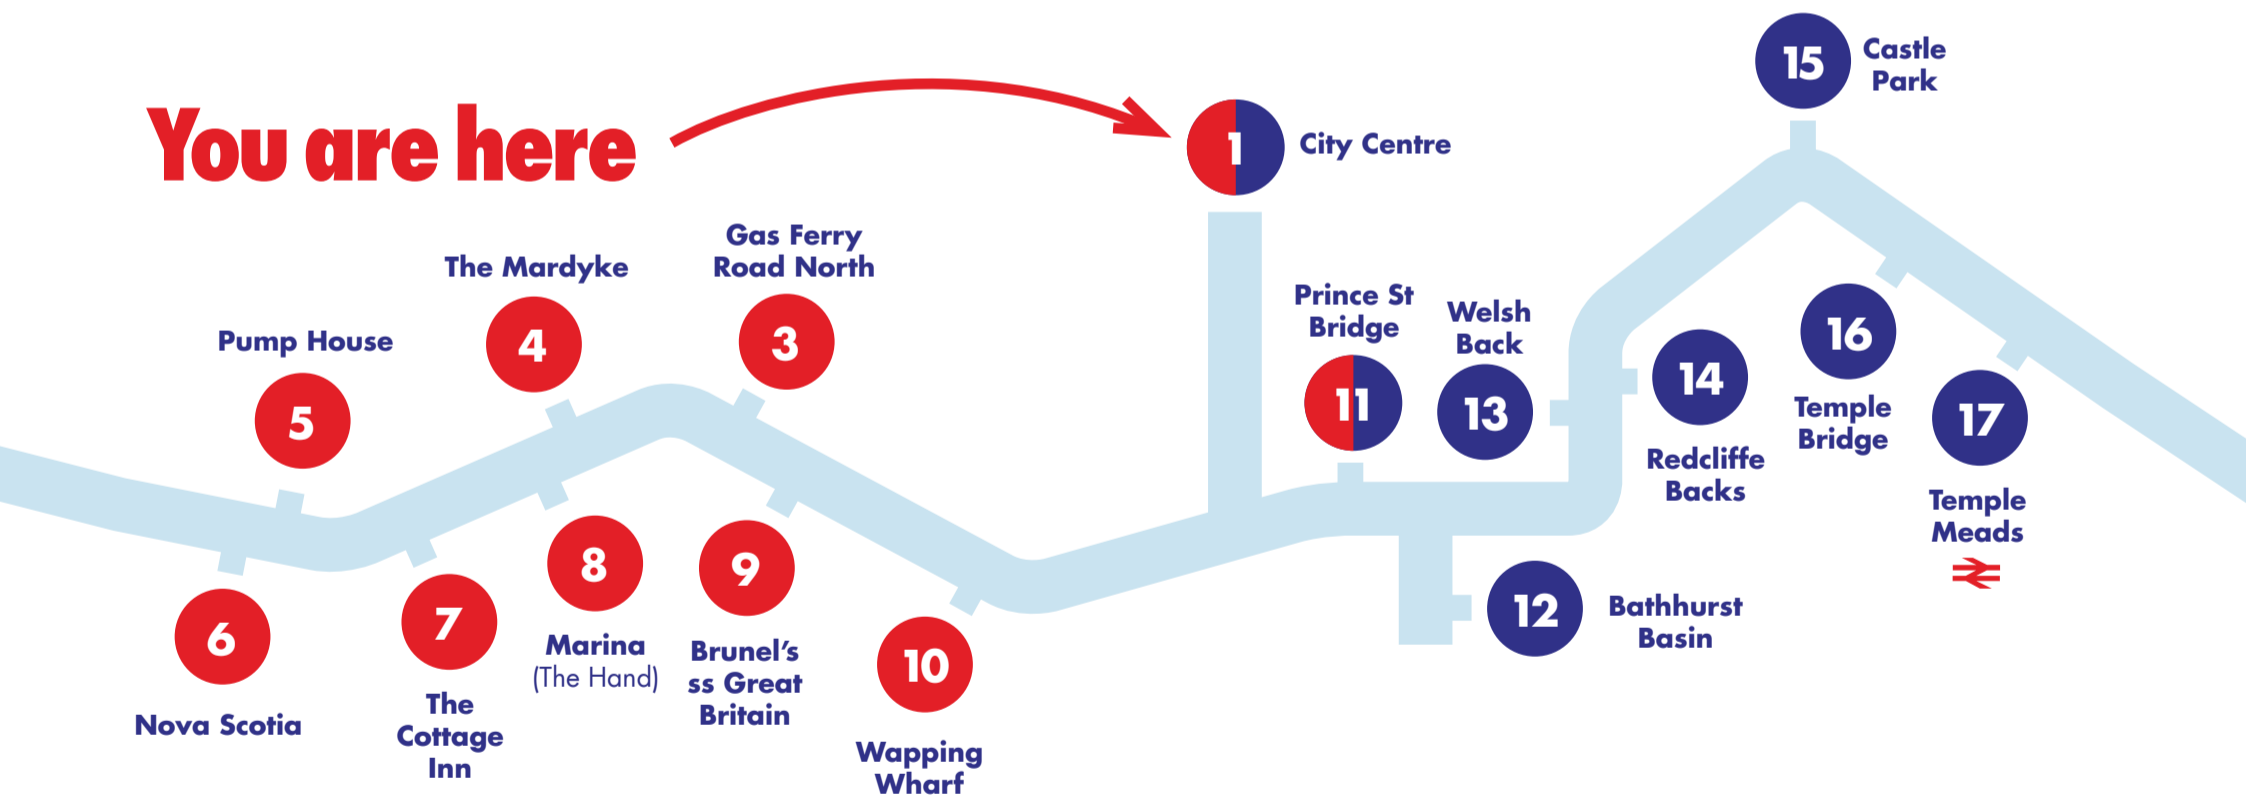 You are here
1
City Centre
15
Castle
Park
Gas Ferry
Road North
3
The Mardyke
4
Pump House
5
Prince St
Bridge
11
Welsh
Back
13
14
Redcliffe
Backs
16
Temple
Bridge
17
Temple
Meads
6
Nova Scotia
7
The
Cottage
Inn
8
Marina
(The Hand)
9
Brunel's
ss Great
Britain
10
Wapping
Wharf
12
Bathhurst
Basin